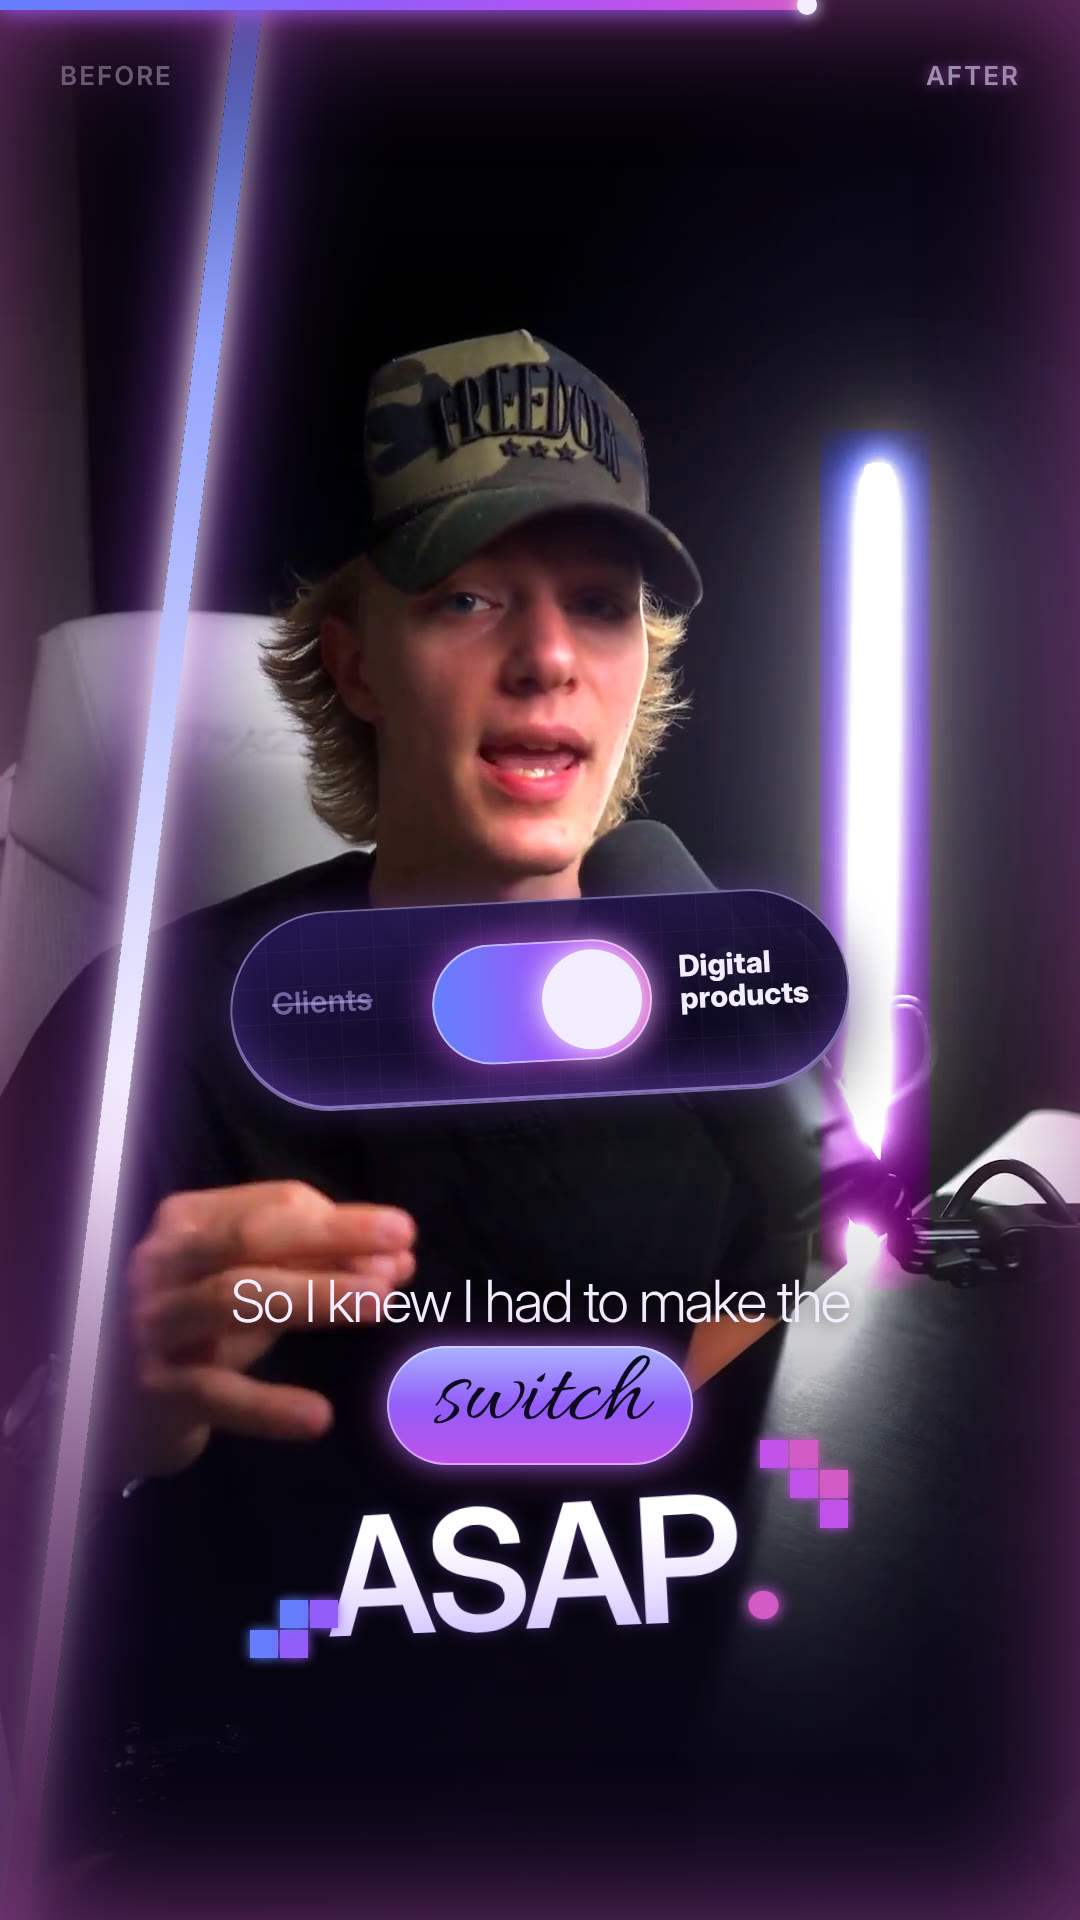 BEFORE
AFTER
FREEDOM
Clients
Digital
products
So I knew I had to make the
switch
ASAP.